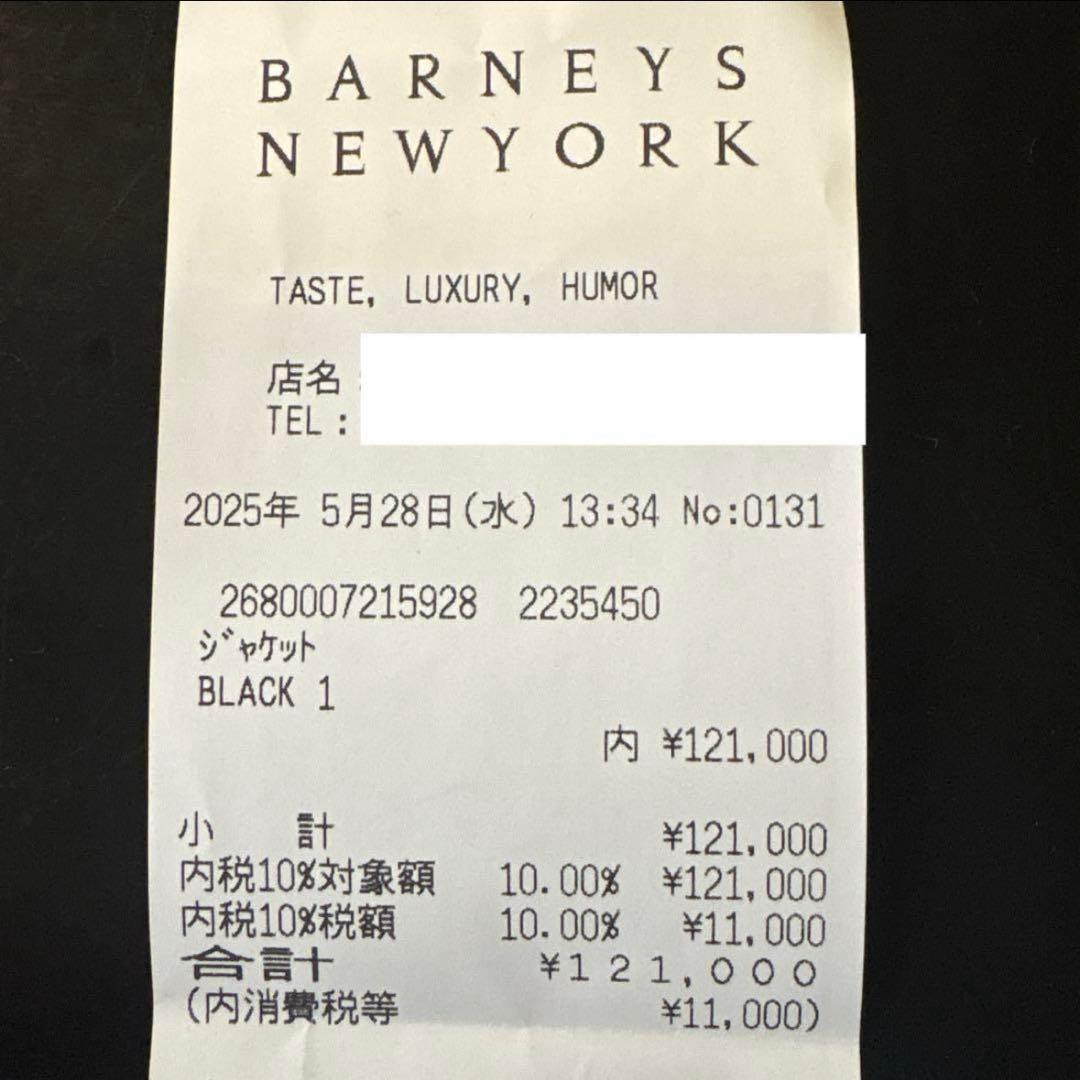 BARNEYS
NEWYORK
TASTE, LUXURY, HUMOR
店名
TEL:
2025年 5月28日(水) 13:34 No:0131
2680007215928 2235450
ジャケット
BLACK 1
内 ¥121,000
小 計 ¥121,000
内税10%対象額 10.00% ¥121,000
内税10%税額 10.00% ¥11,000
合計 ¥121,000
(内消費税等 ¥11,000)